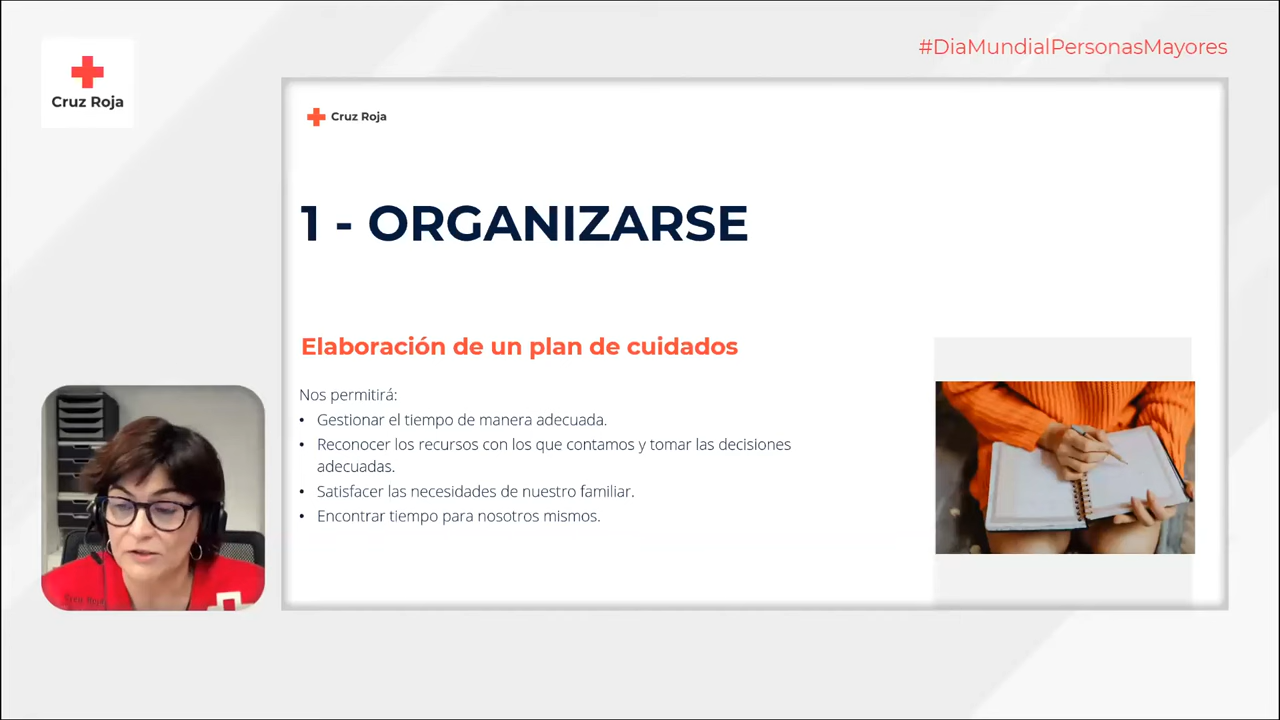 #DiaMundialPersonasMayores
Cruz Roja
Cruz Roja
1 - ORGANIZARSE
Elaboración de un plan de cuidados
Nos permitirá:
• Gestionar el tiempo de manera adecuada.
• Reconocer los recursos con los que contamos y tomar las decisiones
adecuadas.
• Satisfacer las necesidades de nuestro familiar.
• Encontrar tiempo para nosotros mismos.
Cruz Roja